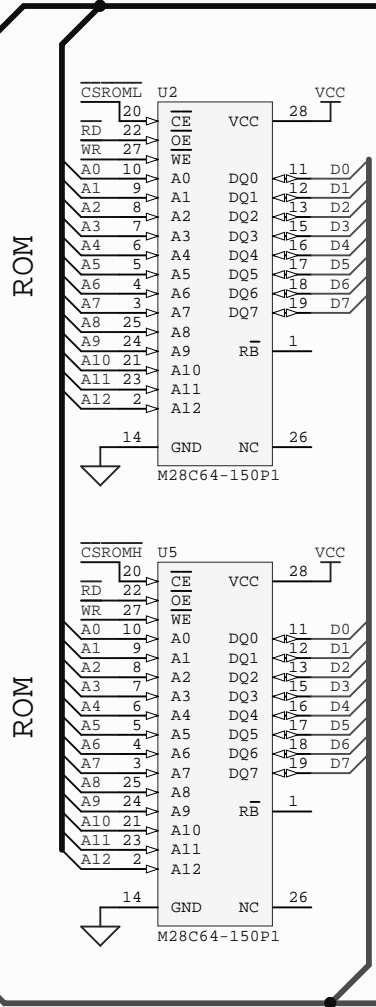 CSROML U2 VCC
20 CE VCC 28
RD 22 OE
WR 27 WE
A0 10 A0 DQ0 11 D0
A1 9 A1 DQ1 12 D1
A2 8 A2 DQ2 13 D2
A3 7 A3 DQ3 15 D3
A4 6 A4 DQ4 16 D4
A5 5 A5 DQ5 17 D5
A6 4 A6 DQ6 18 D6
A7 3 A7 DQ7 19 D7
A8 25 A8
A9 24 A9 RB 1
A10 21 A10
A11 23 A11
A12 2 A12
14 GND NC 26
M28C64-150P1
ROM
CSROMH U5 VCC
20 CE VCC 28
RD 22 OE
WR 27 WE
A0 10 A0 DQ0 11 D0
A1 9 A1 DQ1 12 D1
A2 8 A2 DQ2 13 D2
A3 7 A3 DQ3 15 D3
A4 6 A4 DQ4 16 D4
A5 5 A5 DQ5 17 D5
A6 4 A6 DQ6 18 D6
A7 3 A7 DQ7 19 D7
A8 25 A8
A9 24 A9 RB 1
A10 21 A10
A11 23 A11
A12 2 A12
14 GND NC 26
M28C64-150P1
ROM